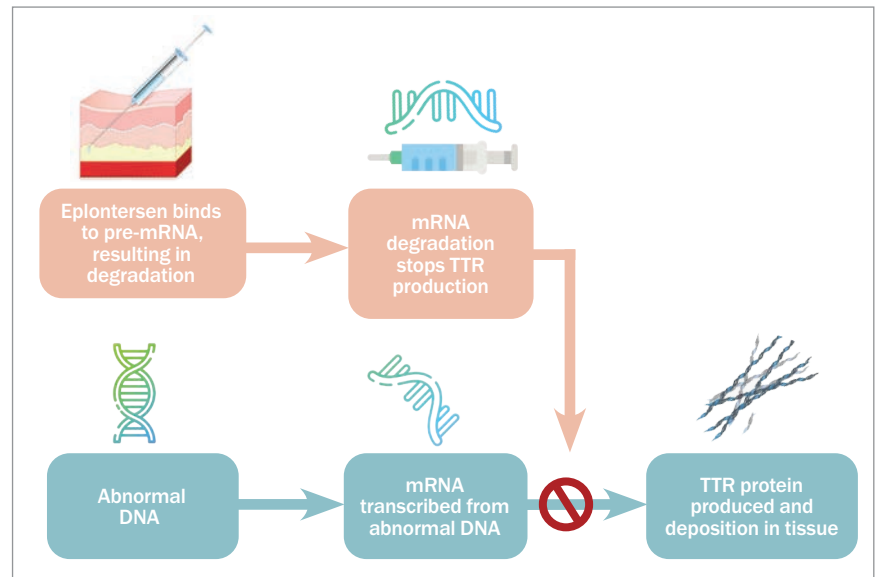 Eplontersen binds
to pre-mRNA,
resulting in
degradation
mRNA
degradation
stops TTR
production
Abnormal
DNA
mRNA
transcribed from
abnormal DNA
TTR protein
produced and
deposition in tissue